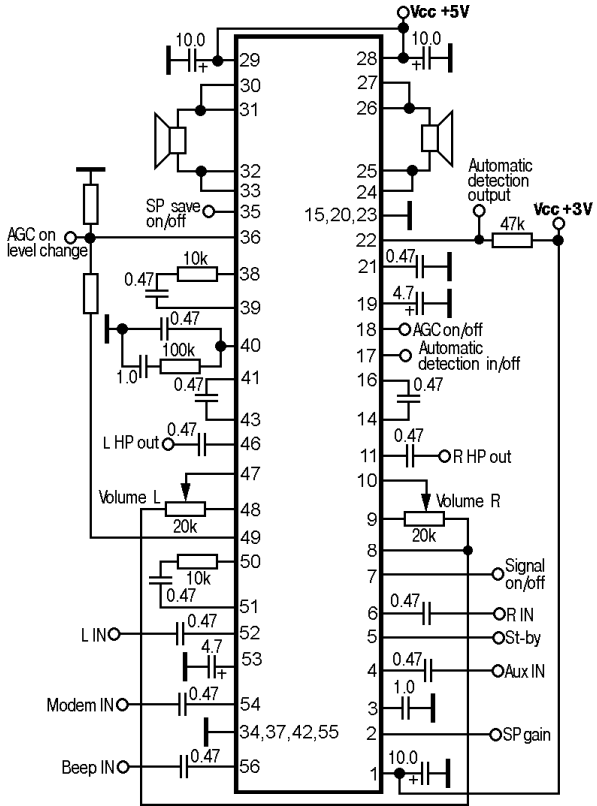 Vcc +5V
10.0
+
29
28
10.0
+
30
27
31
26
32
25
33
24
SP save
on/off
35
15,20,23
Automatic
detection
output
Vcc +3V
47k
AGC on
level change
36
22
10k
38
0.47
21
0.47
39
19
4.7
+
0.47
18
AGC on/off
40
17
Automatic
detection in/off
100k
1.0
41
16
0.47
0.47
43
14
0.47
L HP out
46
11
0.47
R HP out
47
10
Volume L
48
Volume R
20k
9
20k
49
8
50
10k
7
Signal
on/off
0.47
51
6
0.47
R IN
0.47
L IN
52
5
St-by
4.7
+
53
4
0.47
Aux IN
Modem IN
0.47
54
3
1.0
34,37,42,55
2
SP gain
Beep IN
0.47
56
1
10.0
+